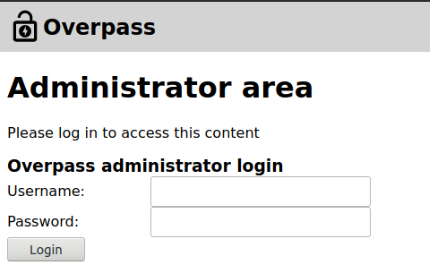 Overpass
Administrator area
Please log in to access this content
Overpass administrator login
Username:
Password:
Login